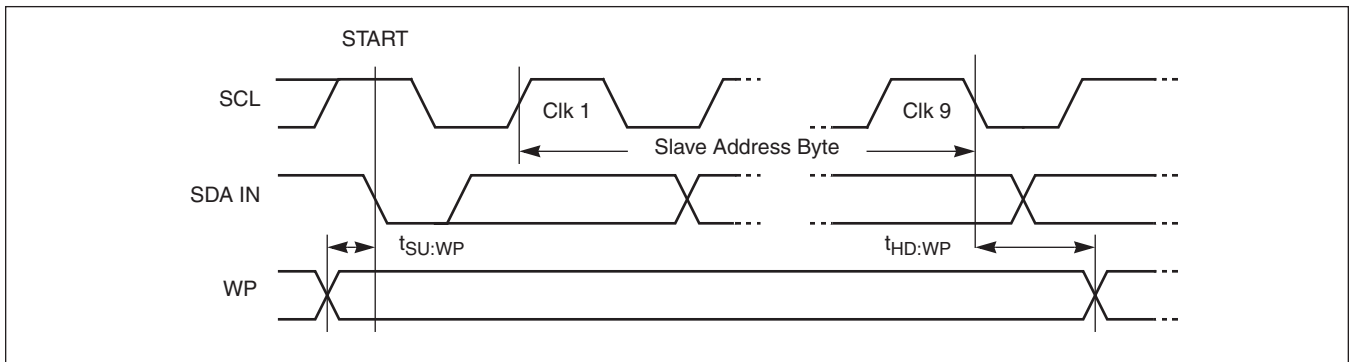 START
SCL
Clk 1
Clk 9
Slave Address Byte
SDA IN
tSU:WP
tHD:WP
WP